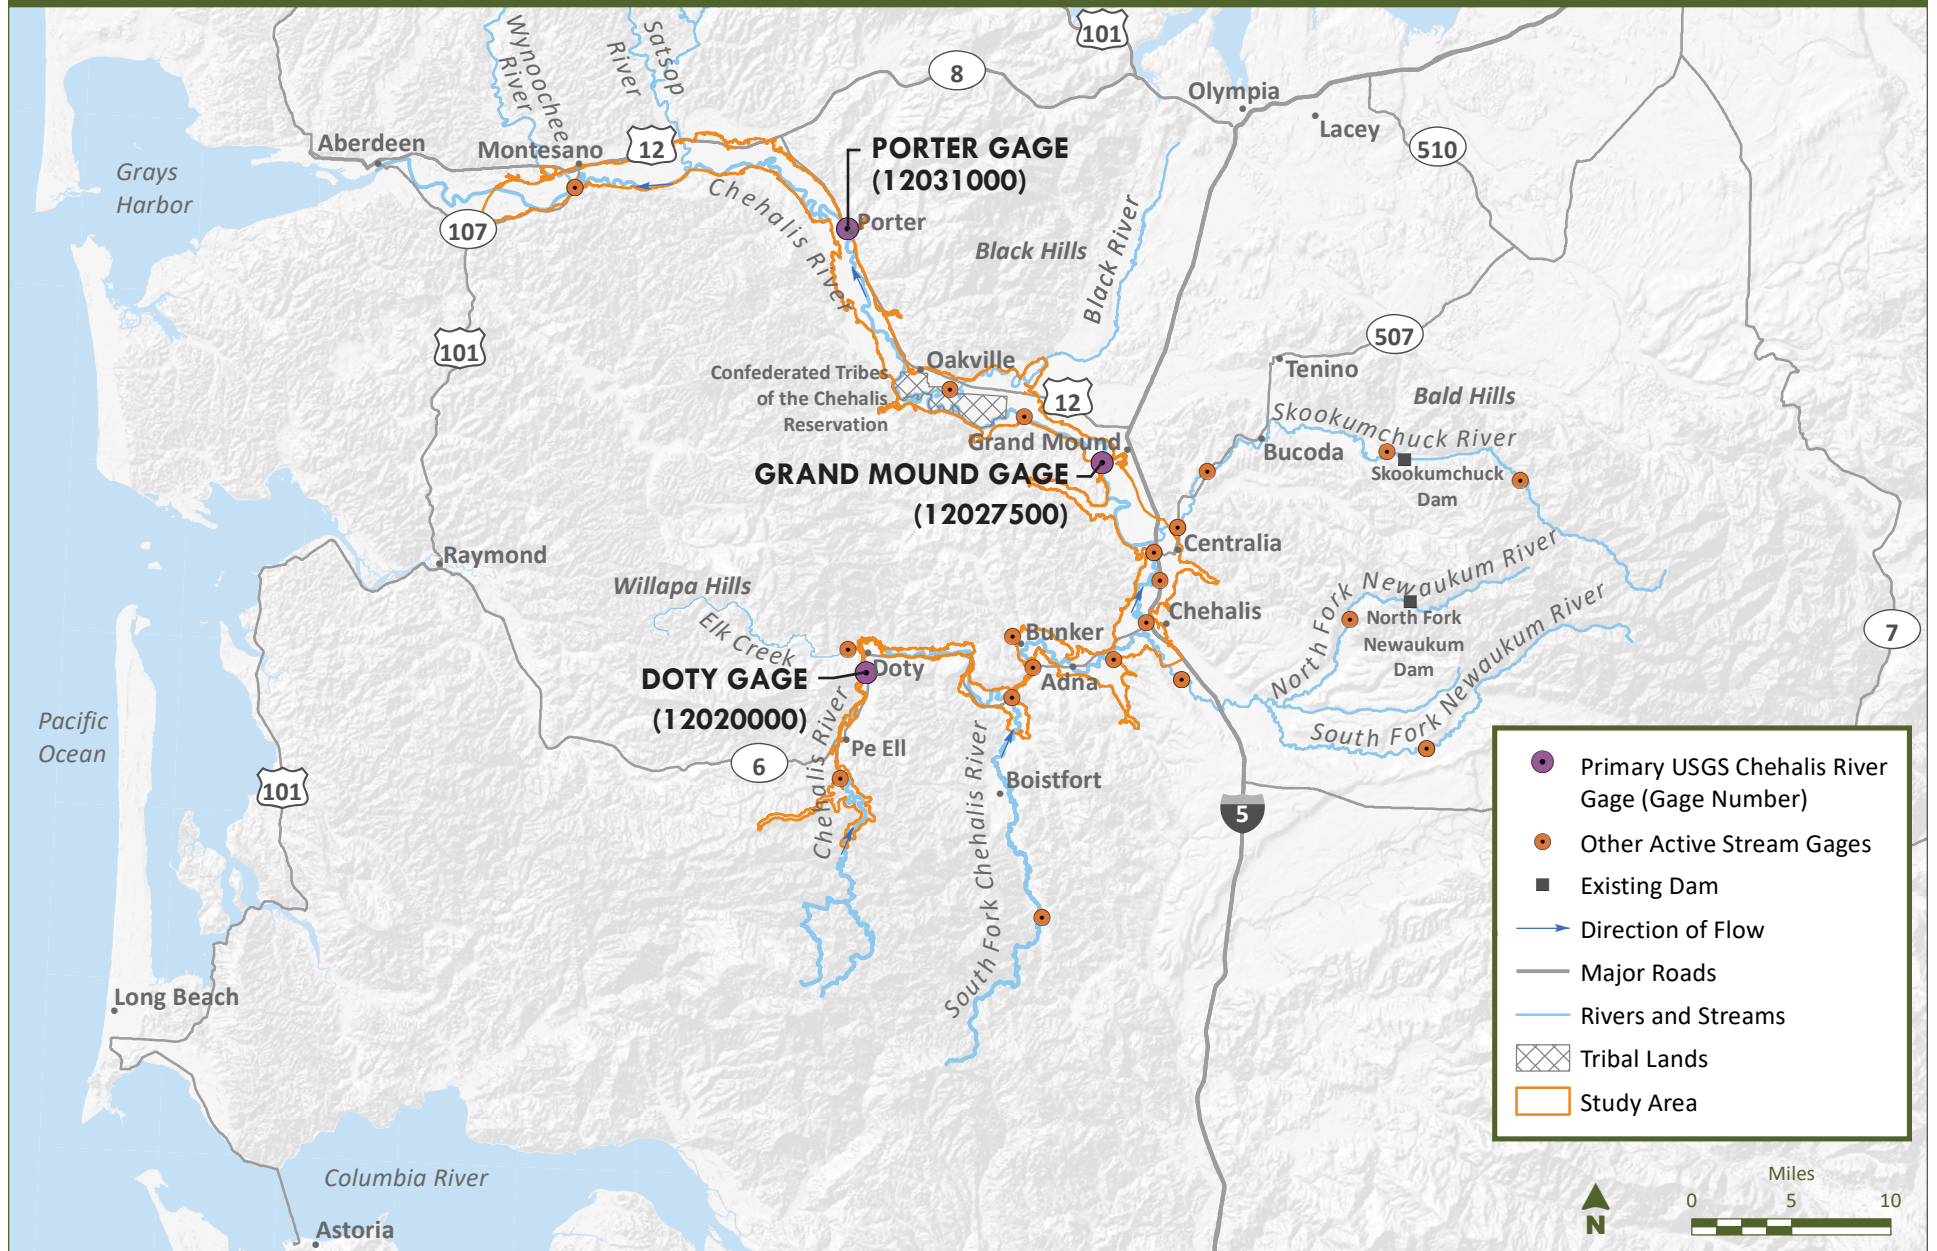 101
Wynoochee
River
Satsop
River
8
Olympia
Lacey
510
Aberdeen
Montesano
12
PORTER GAGE
(12031000)
Grays
Harbor
107
Chehalis River
Porter
Black Hills
Black River
101
507
Oakville
Tenino
Confederated Tribes
of the Chehalis
Reservation
12
Bald Hills
Skookumchuck River
Grand Mound
Bucoda
GRAND MOUND GAGE
(12027500)
Skookumchuck
Dam
Centralia
Raymond
Willapa Hills
Elk Creek
North Fork Newaukum River
Chehalis
North Fork
Newaukum
Dam
7
Bunker
Doty
DOTY GAGE
(12020000)
Adna
South Fork Newaukum River
Pacific
Ocean
Chehalis River
Pe Ell
6
South Fork Chehalis River
Boistfort
101
5
Primary USGS Chehalis River
Gage (Gage Number)
Other Active Stream Gages
Existing Dam
Direction of Flow
Major Roads
Rivers and Streams
Tribal Lands
Study Area
Long Beach
Columbia River
Astoria
N
Miles
0 5 10